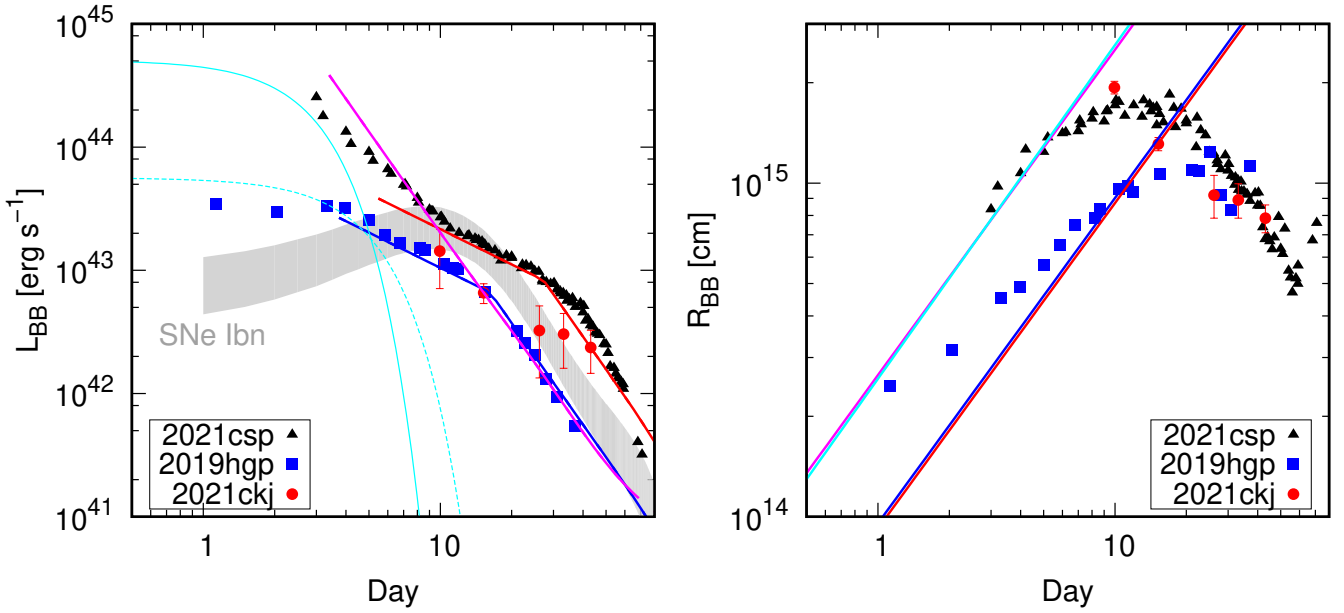 10^45
10^44
10^43
10^42
10^41
L_BB [erg s^-1]
SNe Ibn
2021csp
2019hgp
2021ckj
1
10
Day
10^15
10^14
R_BB [cm]
2021csp
2019hgp
2021ckj
1
10
Day